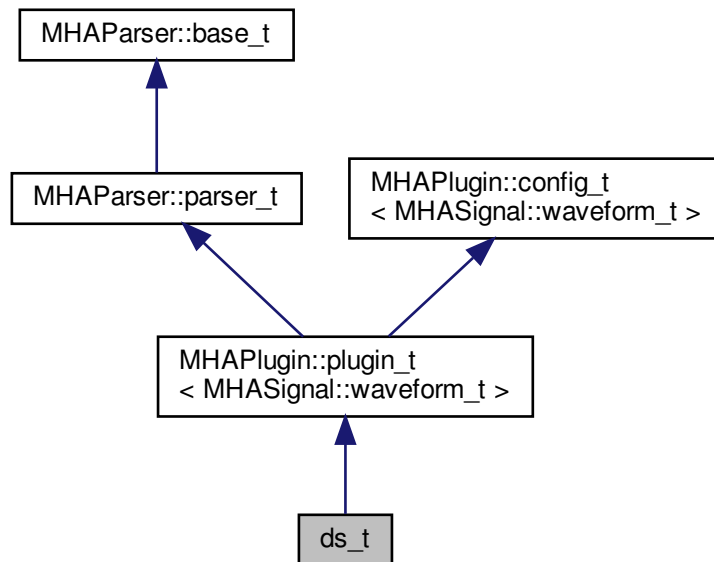 MHAParser::base_t
MHAParser::parser_t
MHAPlugin::config_t
< MHASignal::waveform_t >
MHAPlugin::plugin_t
< MHASignal::waveform_t >
ds_t